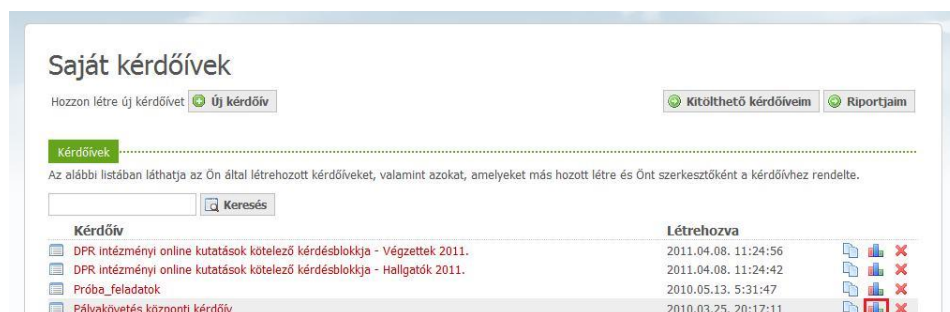 Saját kérdőívek
Hozzon létre új kérdőívet Új kérdőív Kitölthető kérdőíveim Riportjaim
Kérdőívek
Az alábbi listában láthatja az Ön által létrehozott kérdőíveket, valamint azokat, amelyeket más hozott létre és Önt szerkesztőként a kérdőívhez rendelte.
Keresés
Kérdőív Létrehozva
DPR intézményi online kutatások kötelező kérdésblokkja - Végzettek 2011. 2011.04.08. 11:24:56
DPR intézményi online kutatások kötelező kérdésblokkja - Hallgatók 2011. 2011.04.08. 11:24:42
Próba_feladatok 2010.05.13. 5:31:47
Pályakövetés központi kérdőív 2010.03.25. 20:17:11